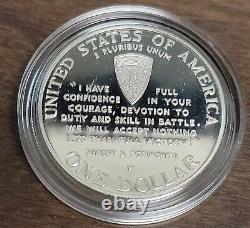 UNITED STATES OF AMERICA
E PLURIBUS UNUM
"I HAVE FULL
CONFIDENCE IN YOUR
COURAGE, DEVOTION TO
DUTY AND SKILL IN BATTLE.
WE WILL ACCEPT NOTHING
LESS THAN FULL VICTORY!"
DWIGHT D. EISENHOWER
W
ONE DOLLAR